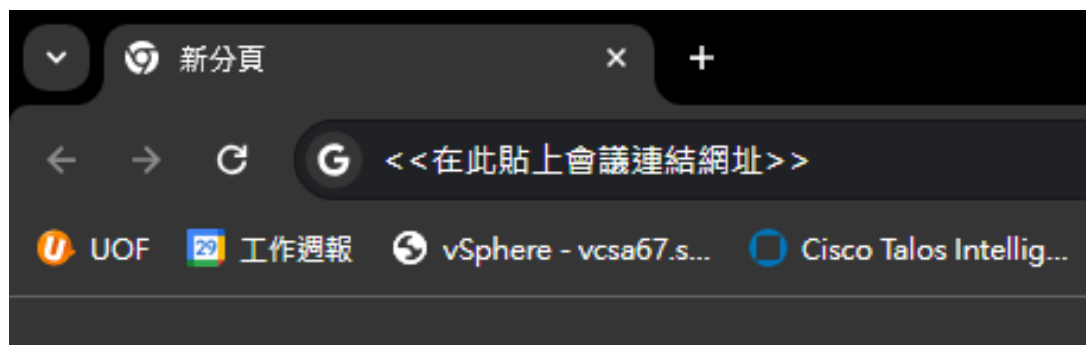 新分頁
<<在此貼上會議連結網址>>
UOF 29 工作週報 vSphere - vcsa67.s... Cisco Talos Intellig...